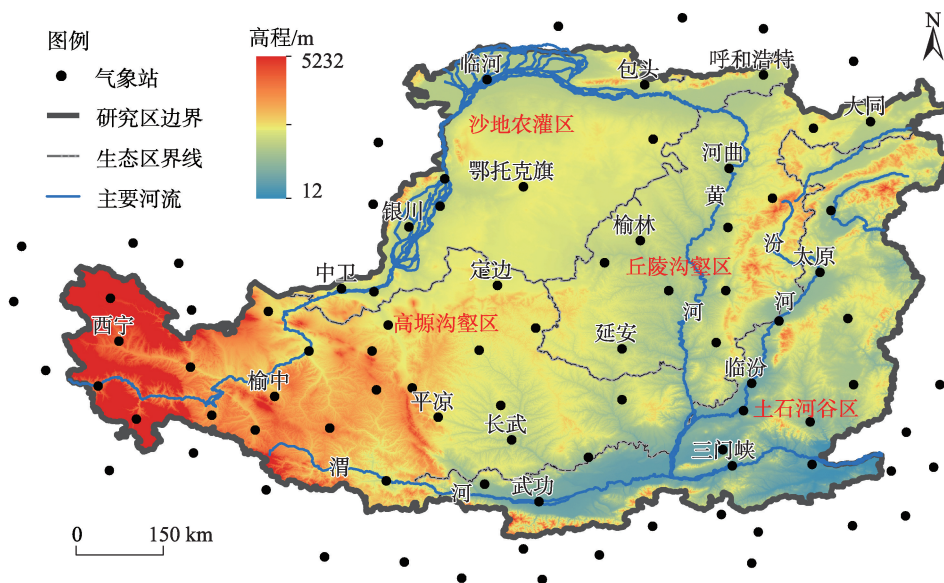 图例
气象站
研究区边界
生态区界线
主要河流
高程/m
5232
12
N
临河
包头
呼和浩特
大同
沙地农灌区
河曲
鄂托克旗
黄
银川
榆林
汾
太原
中卫
定边
丘陵沟壑区
河
河
西宁
高塬沟壑区
延安
临汾
榆中
平凉
土石河谷区
长武
三门峡
渭
河
武功
0
150 km